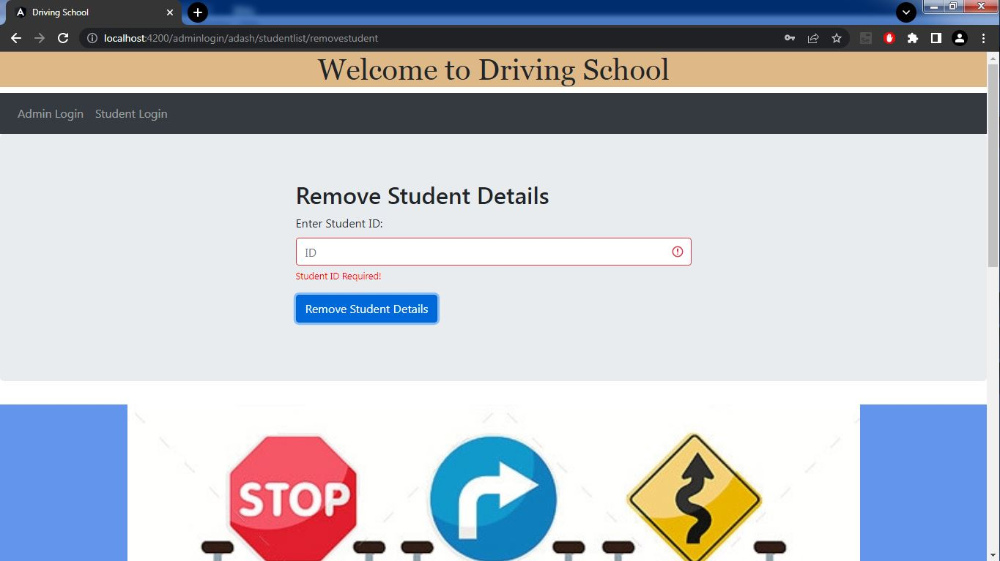 Driving School
localhost:4200/adminlogin/adash/studentlist/removestudent
Welcome to Driving School
Admin Login Student Login
Remove Student Details
Enter Student ID:
ID
Student ID Required!
Remove Student Details
STOP